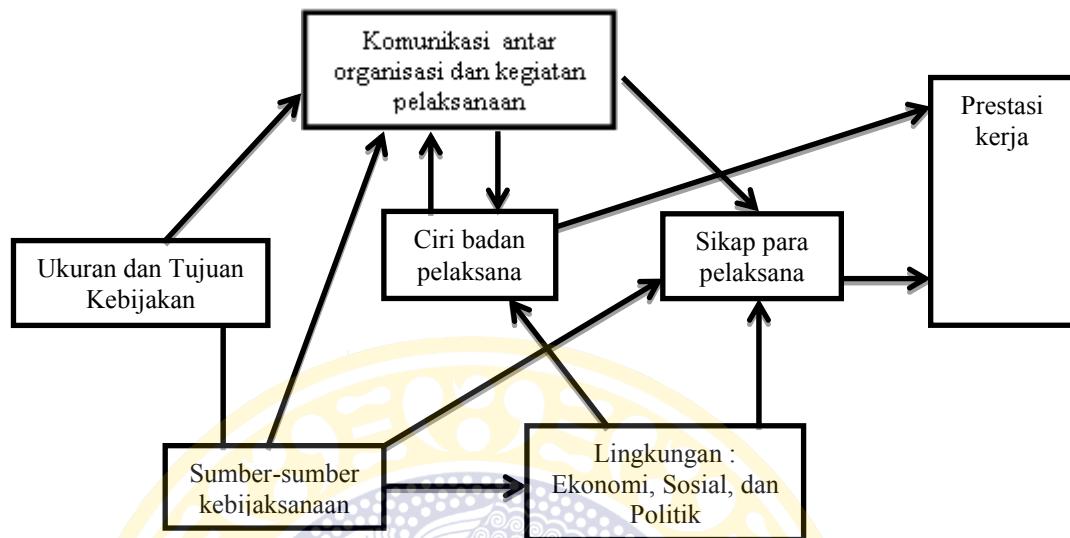 Komunikasi antar
organisasi dan kegiatan
pelaksanaan
Prestasi
kerja
Ciri badan
pelaksana
Sikap para
pelaksana
Ukuran dan Tujuan
Kebijakan
Sumber-sumber
kebijaksanaan
Lingkungan :
Ekonomi, Sosial, dan
Politik